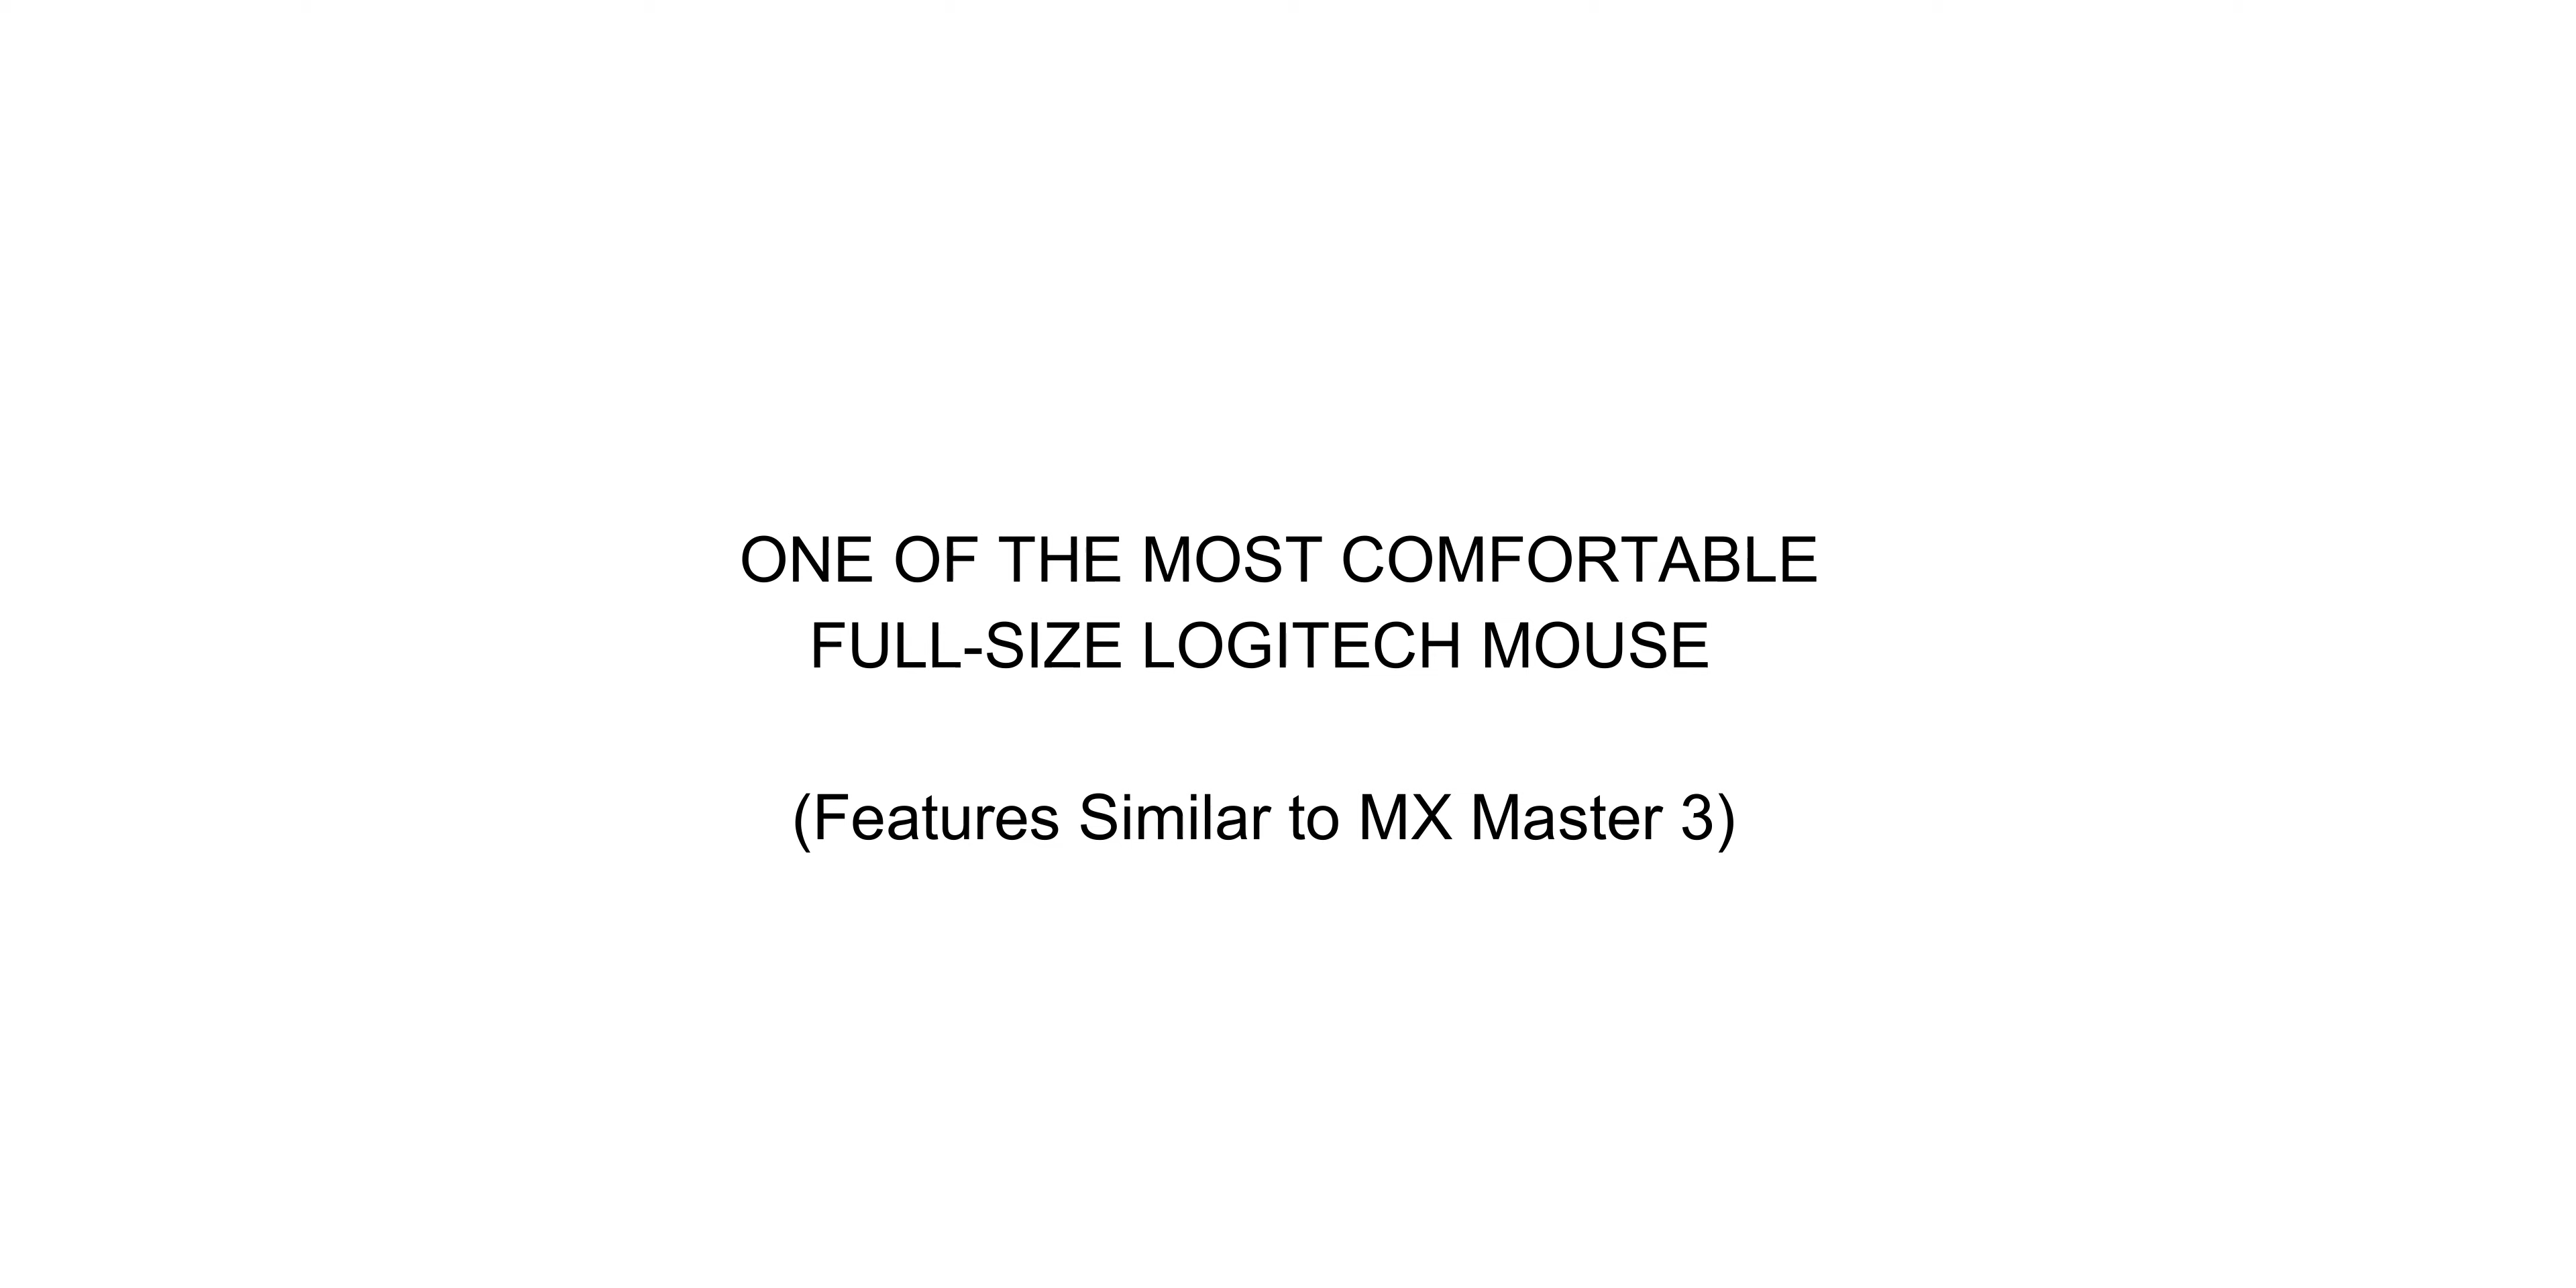 ONE OF THE MOST COMFORTABLE
FULL-SIZE LOGITECH MOUSE
(Features Similar to MX Master 3)